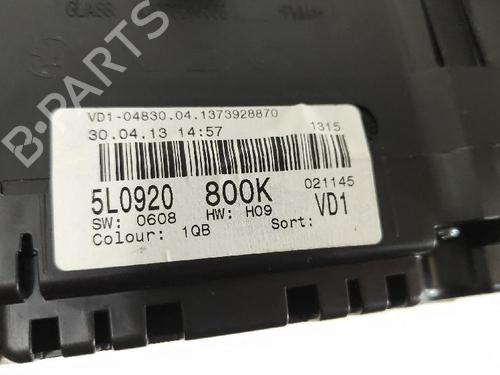 GLASS
VD1-04830.04.1373928870
30.04.13 14:57 1315
5L0920 800K 021145
SW: 0608 HW: H09 VD1
Colour: 1QB Sort:
B-PARTS